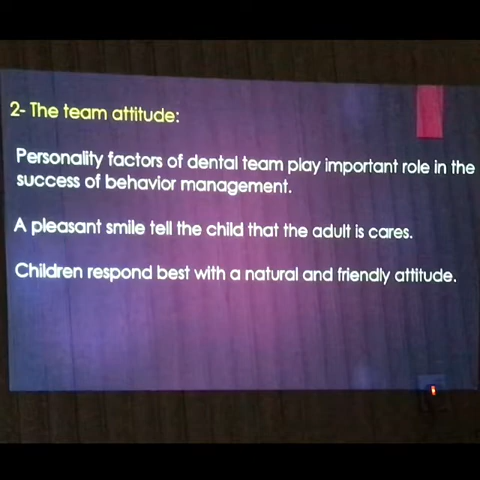 2- The team attitude:
Personality factors of dental team play important role in the
success of behavior management.
A pleasant smile tell the child that the adult is cares.
Children respond best with a natural and friendly attitude.